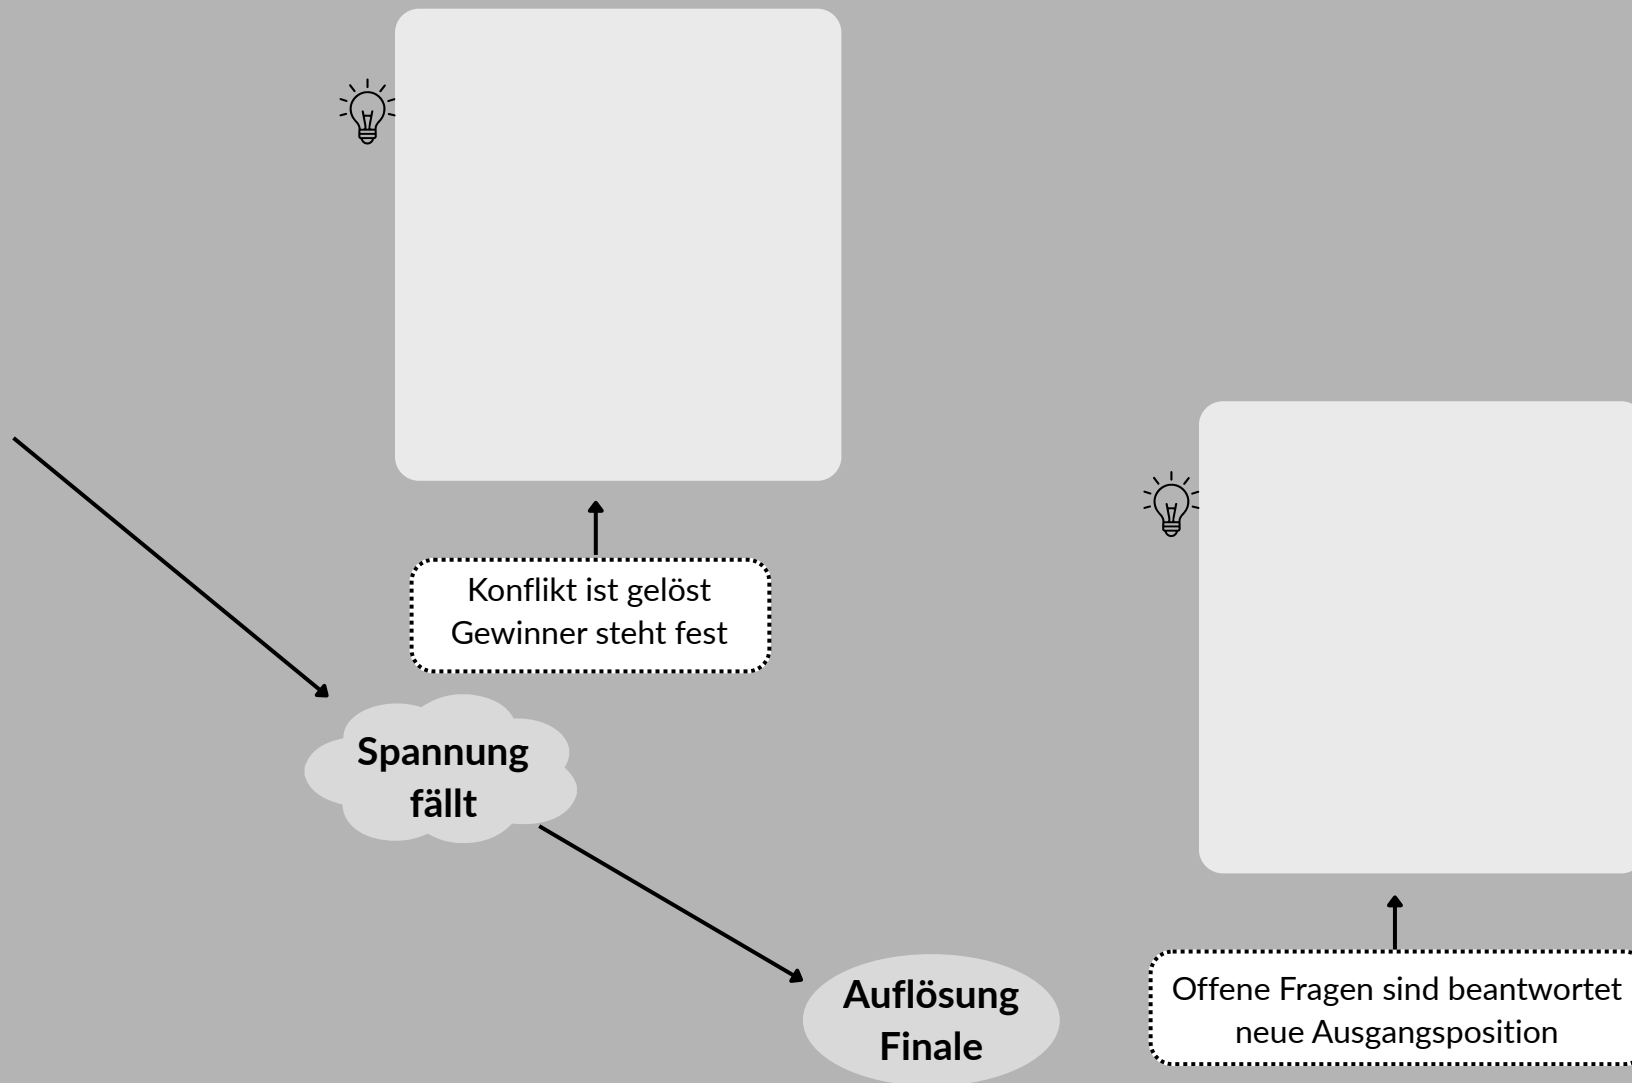 Konflikt ist gelöst
Gewinner steht fest
Spannung
fällt
Auflösung
Finale
Offene Fragen sind beantwortet
neue Ausgangsposition